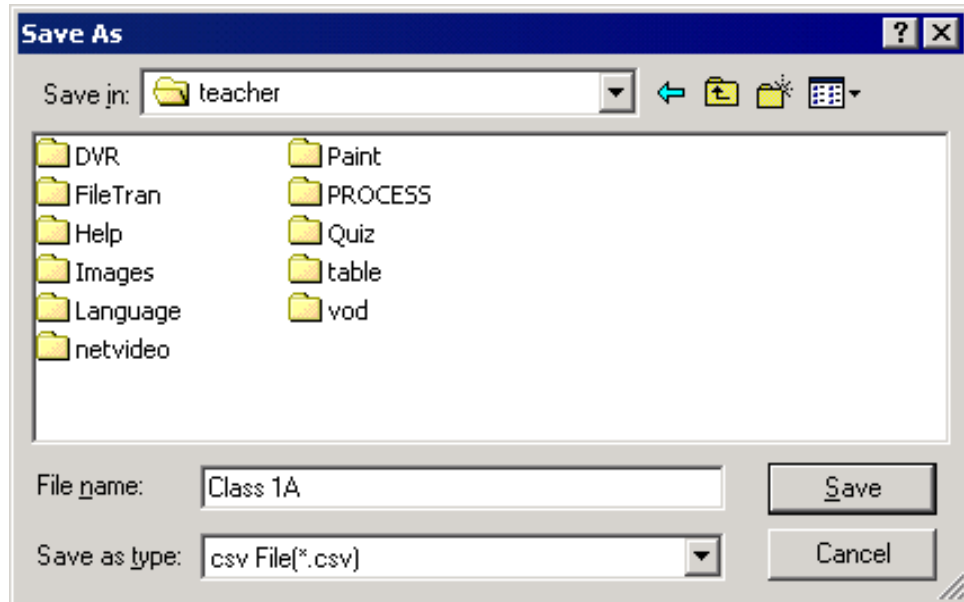 Save As
Save in: teacher
DVR Paint
FileTran PROCESS
Help Quiz
Images table
Language vod
netvideo
File name: Class 1A Save
Save as type: csv File(*.csv) Cancel